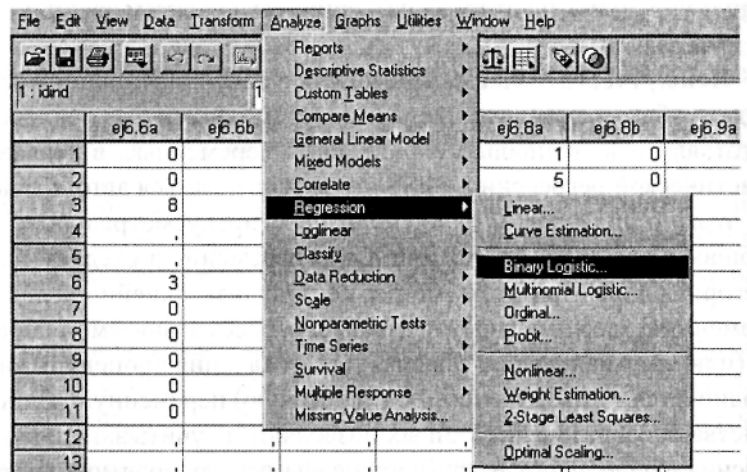 File Edit View Data Transform Analyze Graphs Utilities Window Help
1 : idind
1
ej6.6a ej6.6b ej6.8a ej6.8b ej6.9a
1 0 1 0
2 0 5 0
3 8
4 ,
5 ,
6 3
7 0
8 0
9 0
10 0
11 0
12 , , , , ,
13 , , , , ,
Reports
Descriptive Statistics
Custom Tables
Compare Means
General Linear Model
Mixed Models
Correlate
Regression
Loglinear
Classify
Data Reduction
Scale
Nonparametric Tests
Time Series
Survival
Multiple Response
Missing Value Analysis...
Linear...
Curve Estimation...
Binary Logistic...
Multinomial Logistic...
Ordinal...
Probit...
Nonlinear...
Weight Estimation...
2-Stage Least Squares...
Optimal Scaling...